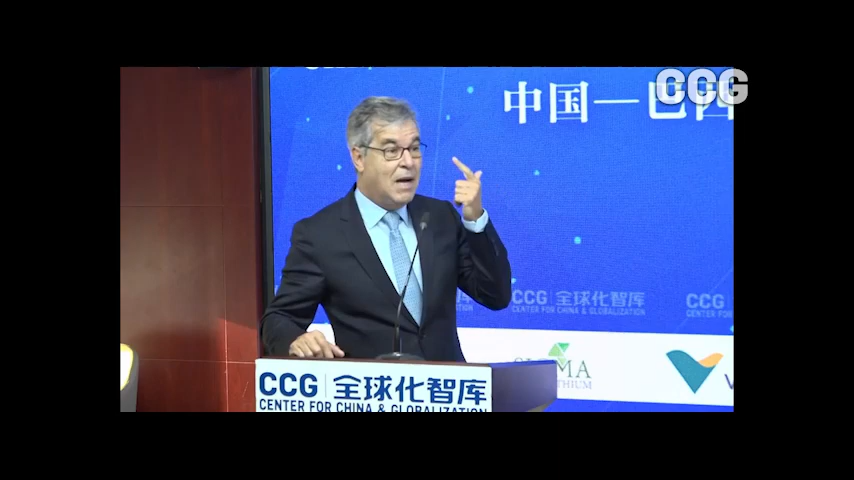 CCG
中国—巴西
CCG 全球化智库
CENTER FOR CHINA & GLOBALIZATION
CCG
CENTER FOR
THIUM
CCG 全球化智库
CENTER FOR CHINA & GLOBALIZATION